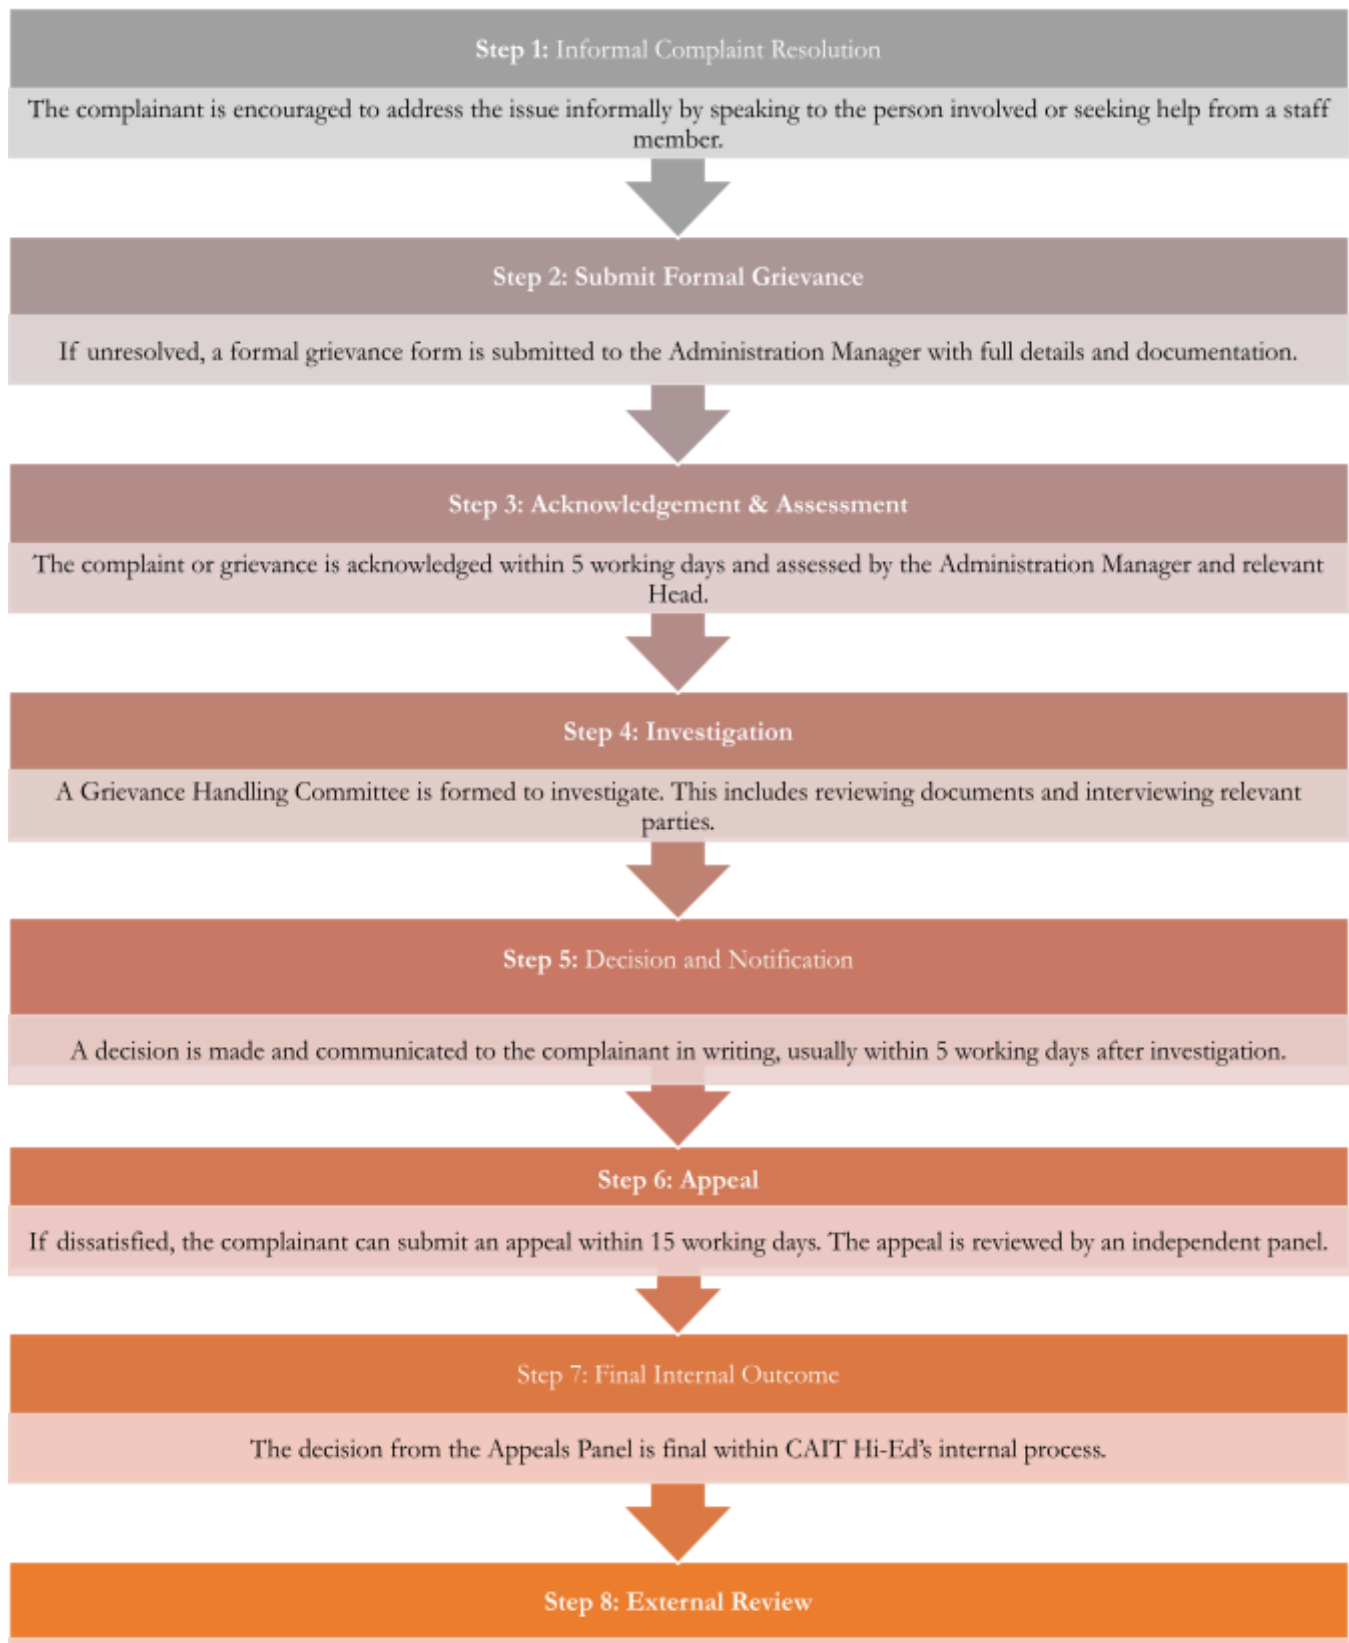 Step 1: Informal Complaint Resolution
The complainant is encouraged to address the issue informally by speaking to the person involved or seeking help from a staff
member.
Step 2: Submit Formal Grievance
If unresolved, a formal grievance form is submitted to the Administration Manager with full details and documentation.
Step 3: Acknowledgement & Assessment
The complaint or grievance is acknowledged within 5 working days and assessed by the Administration Manager and relevant
Head.
Step 4: Investigation
A Grievance Handling Committee is formed to investigate. This includes reviewing documents and interviewing relevant
parties.
Step 5: Decision and Notification
A decision is made and communicated to the complainant in writing, usually within 5 working days after investigation.
Step 6: Appeal
If dissatisfied, the complainant can submit an appeal within 15 working days. The appeal is reviewed by an independent panel.
Step 7: Final Internal Outcome
The decision from the Appeals Panel is final within CAIT Hi-Ed’s internal process.
Step 8: External Review